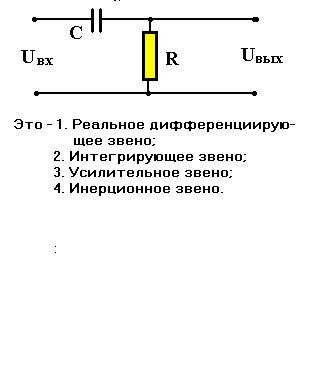 C
Uвх
R
Uвых
Это - 1. Реальное дифференциирую-
щее звено;
2. Интегрирующее звено;
3. Усилительное звено;
4. Инерционное звено.
: